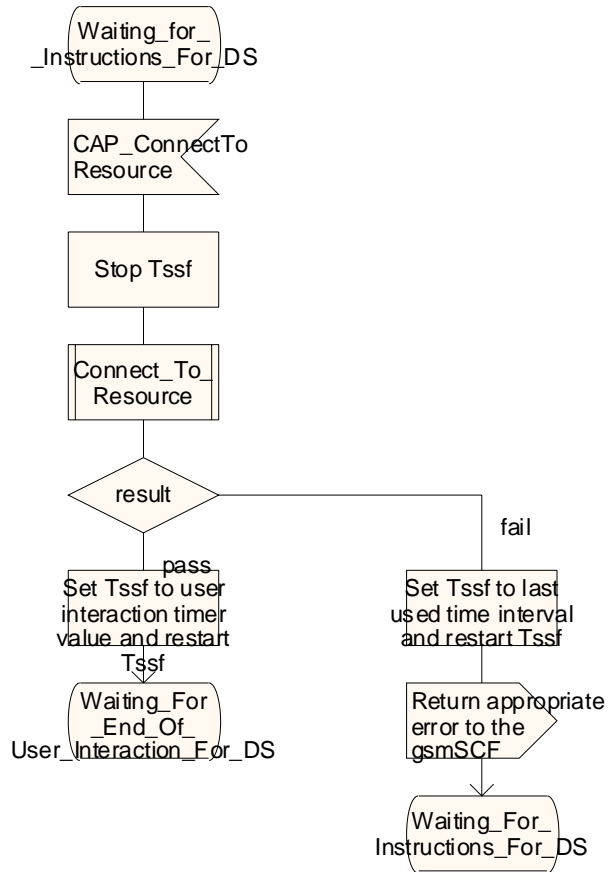 Waiting_for_
_Instructions_For_DS
CAP_ConnectTo
Resource
Stop Tssf
Connect_To_
Resource
result
pass
Set Tssf to user
interaction timer
value and restart
Tssf
Waiting_For
_End_Of_
User_Interaction_For_DS
fail
Set Tssf to last
used time interval
and restart Tssf
Return appropriate
error to the
gsmSCF
Waiting_For_
Instructions_For_DS